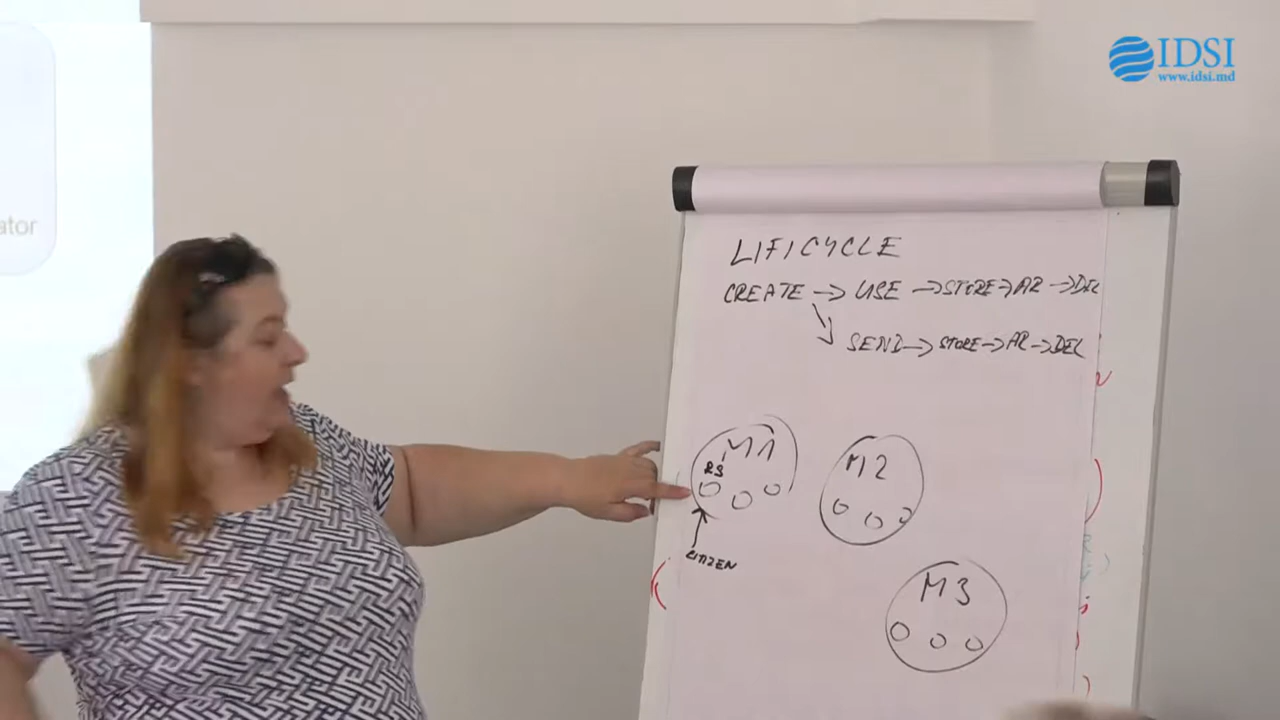 IDSI
www.idsi.md
ator
LIFICYCLE
CREATE → USE → STORE → AR → DEL
SEND → STORE → AR → DEL
M1
RS
CITIZEN
M2
M3